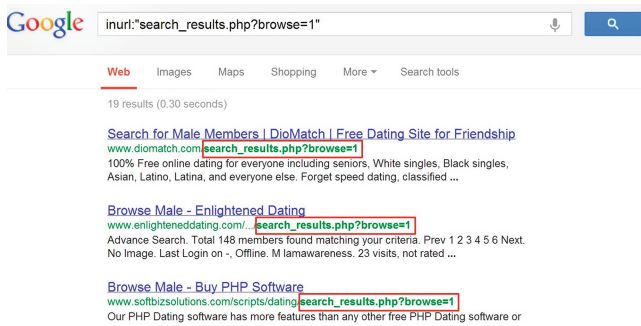 Google inurl:"search_results.php?browse=1"
Web Images Maps Shopping More Search tools
19 results (0.30 seconds)
Search for Male Members | DioMatch | Free Dating Site for Friendship
www.diomatch.com/search_results.php?browse=1
100% Free online dating for everyone including seniors, White singles, Black singles,
Asian, Latino, Latina, and everyone else. Forget speed dating, classified ...
Browse Male - Enlightened Dating
www.enlighteneddating.com/.../search_results.php?browse=1
Advance Search. Total 148 members found matching your criteria. Prev 1 2 3 4 5 6 Next.
No Image. Last Login on -, Offline. M lamawareness. 23 visits, not rated ...
Browse Male - Buy PHP Software
www.softbizsolutions.com/scripts/dating/search_results.php?browse=1
Our PHP Dating software has more features than any other free PHP Dating software or